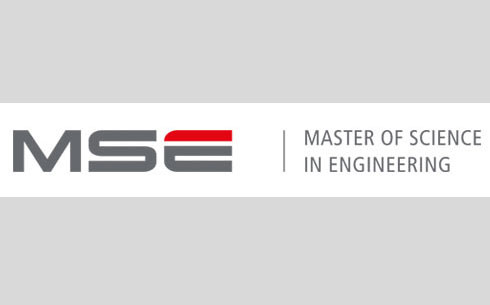 MSE
MASTER OF SCIENCE
IN ENGINEERING